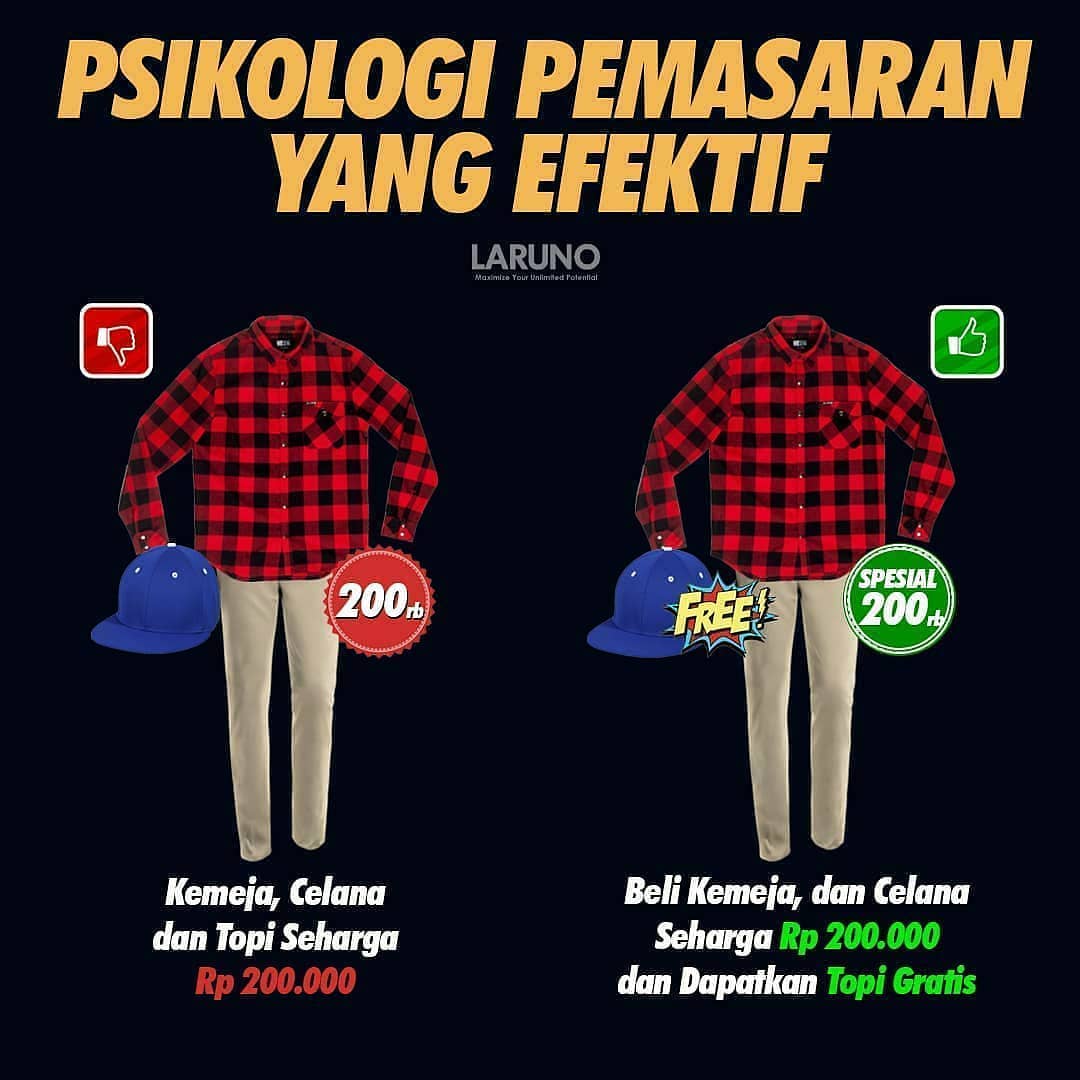 PSIKOLOGI PEMASARAN
YANG EFEKTIF
LARUNO
Maximize Your Unlimited Potential
200rb
FREE!
SPESIAL
200rb
Kemeja, Celana
dan Topi Seharga
Rp 200.000
Beli Kemeja, dan Celana
Seharga Rp 200.000
dan Dapatkan Topi Gratis